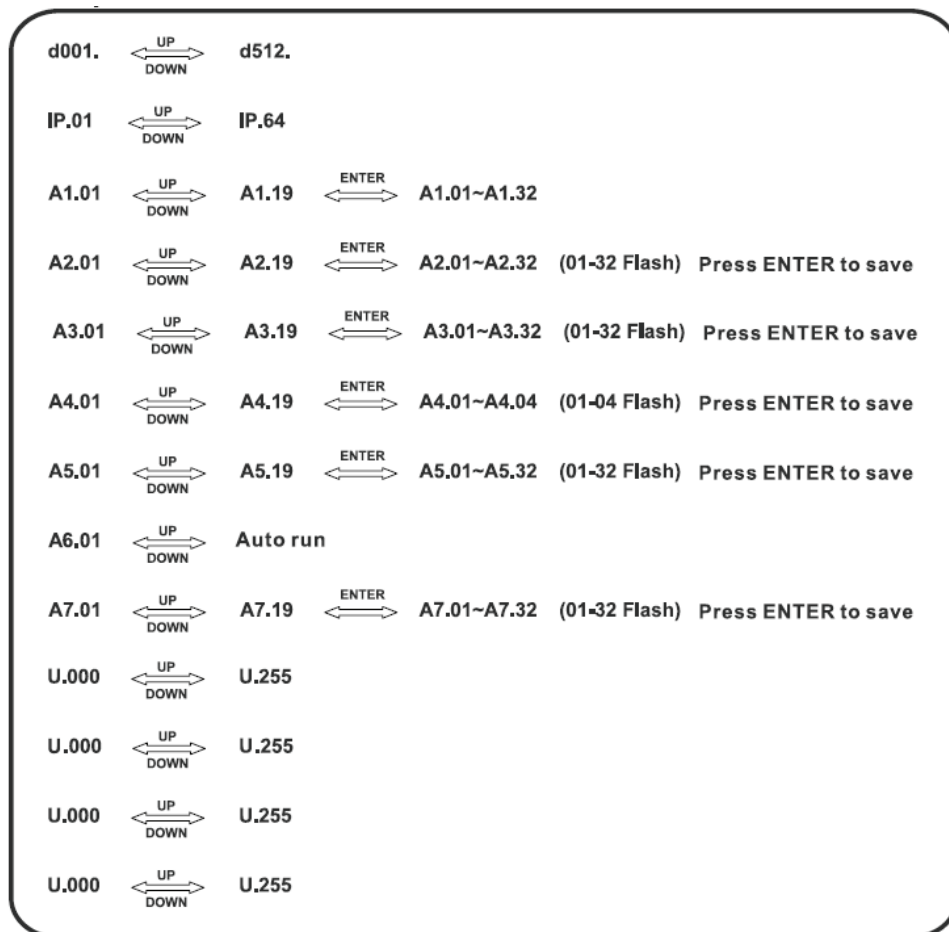 d001. UP DOWN d512.
IP.01 UP DOWN IP.64
A1.01 UP DOWN A1.19 ENTER A1.01~A1.32
A2.01 UP DOWN A2.19 ENTER A2.01~A2.32 (01-32 Flash) Press ENTER to save
A3.01 UP DOWN A3.19 ENTER A3.01~A3.32 (01-32 Flash) Press ENTER to save
A4.01 UP DOWN A4.19 ENTER A4.01~A4.04 (01-04 Flash) Press ENTER to save
A5.01 UP DOWN A5.19 ENTER A5.01~A5.32 (01-32 Flash) Press ENTER to save
A6.01 UP DOWN Auto run
A7.01 UP DOWN A7.19 ENTER A7.01~A7.32 (01-32 Flash) Press ENTER to save
U.000 UP DOWN U.255
U.000 UP DOWN U.255
U.000 UP DOWN U.255
U.000 UP DOWN U.255